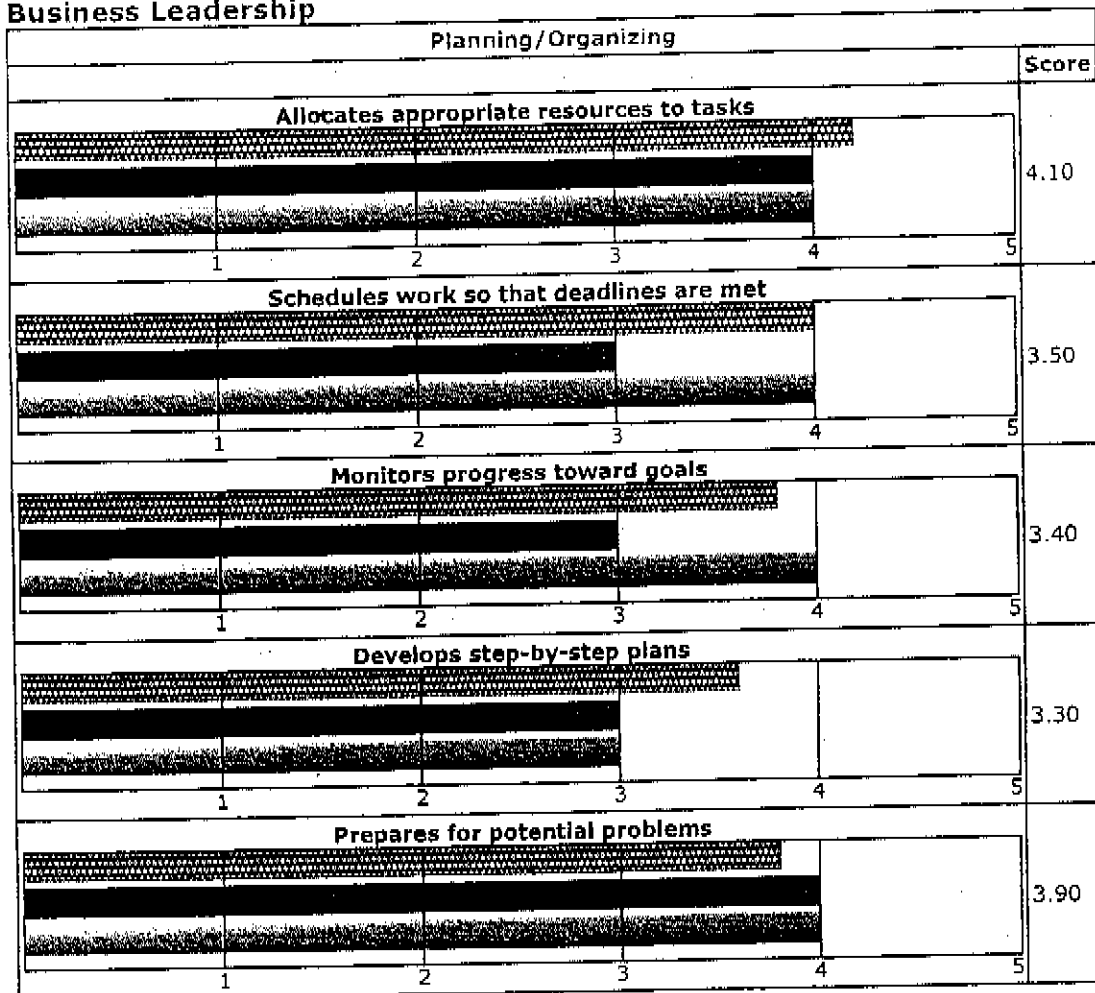 Business Leadership
Planning/Organizing
Score
Allocates appropriate resources to tasks
4.10
1 2 3 4 5
Schedules work so that deadlines are met
3.50
1 2 3 4 5
Monitors progress toward goals
3.40
1 2 3 4 5
Develops step-by-step plans
3.30
1 2 3 4 5
Prepares for potential problems
3.90
1 2 3 4 5